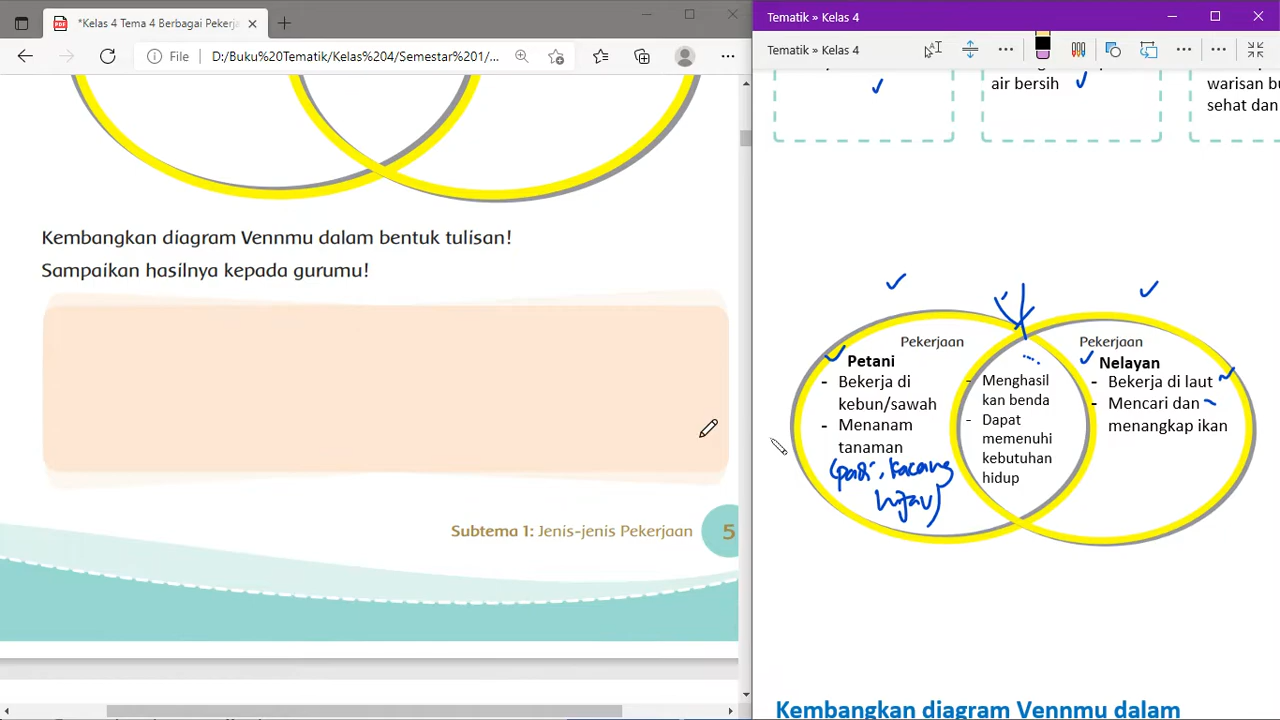 *Kelas 4 Tema 4 Berbagai Pekerja
File
D:/Buku%20Tematik/Kelas%204/Semestar%201/...
Kembangkan diagram Vennmu dalam bentuk tulisan!
Sampaikan hasilnya kepada gurumu!
Subtema 1: Jenis-jenis Pekerjaan
5
Tematik » Kelas 4
Tematik » Kelas 4
air bersih
warisan bu
sehat dan
Pekerjaan
Petani
- Bekerja di
kebun/sawah
- Menanam
tanaman
(padi, kacang
hijau)
- Menghasil
kan benda
- Dapat
memenuhi
kebutuhan
hidup
Pekerjaan
Nelayan
- Bekerja di laut
- Mencari dan
menangkap ikan
Kembangkan diagram Vennmu dalam